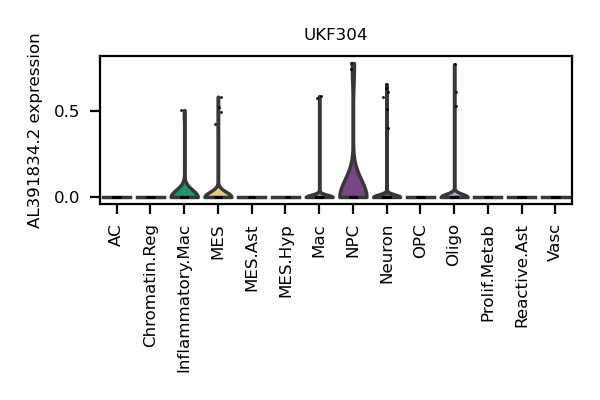 UKF304
AL391834.2 expression
0.5
0.0
AC
Chromatin.Reg
Inflammatory.Mac
MES
MES.Ast
MES.Hyp
Mac
NPC
Neuron
OPC
Oligo
Prolif.Metab
Reactive.Ast
Vasc